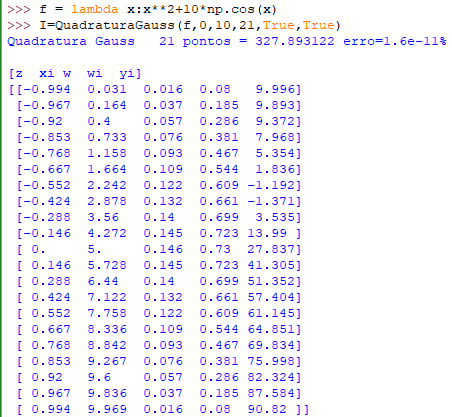 >>> f = lambda x:x**2+10*np.cos(x)
>>> I=QuadraturaGauss(f,0,10,21,True,True)
Quadratura Gauss   21 pontos = 327.893122 erro=1.6e-11%
[z  xi w  wi  yi]
[[-0.994  0.031  0.016  0.08   9.996]
 [-0.967  0.164  0.037  0.185  9.893]
 [-0.92   0.4    0.057  0.286  9.372]
 [-0.853  0.733  0.076  0.381  7.968]
 [-0.768  1.158  0.093  0.467  5.354]
 [-0.667  1.664  0.109  0.544  1.836]
 [-0.552  2.242  0.122  0.609 -1.192]
 [-0.424  2.878  0.132  0.661 -1.371]
 [-0.288  3.56   0.14   0.699  3.535]
 [-0.146  4.272  0.145  0.723 13.99 ]
 [ 0.     5.     0.146  0.73  27.837]
 [ 0.146  5.728  0.145  0.723 41.305]
 [ 0.288  6.44   0.14   0.699 51.352]
 [ 0.424  7.122  0.132  0.661 57.404]
 [ 0.552  7.758  0.122  0.609 61.145]
 [ 0.667  8.336  0.109  0.544 64.851]
 [ 0.768  8.842  0.093  0.467 69.834]
 [ 0.853  9.267  0.076  0.381 75.998]
 [ 0.92   9.6    0.057  0.286 82.324]
 [ 0.967  9.836  0.037  0.185 87.584]
 [ 0.994  9.969  0.016  0.08  90.82 ]]